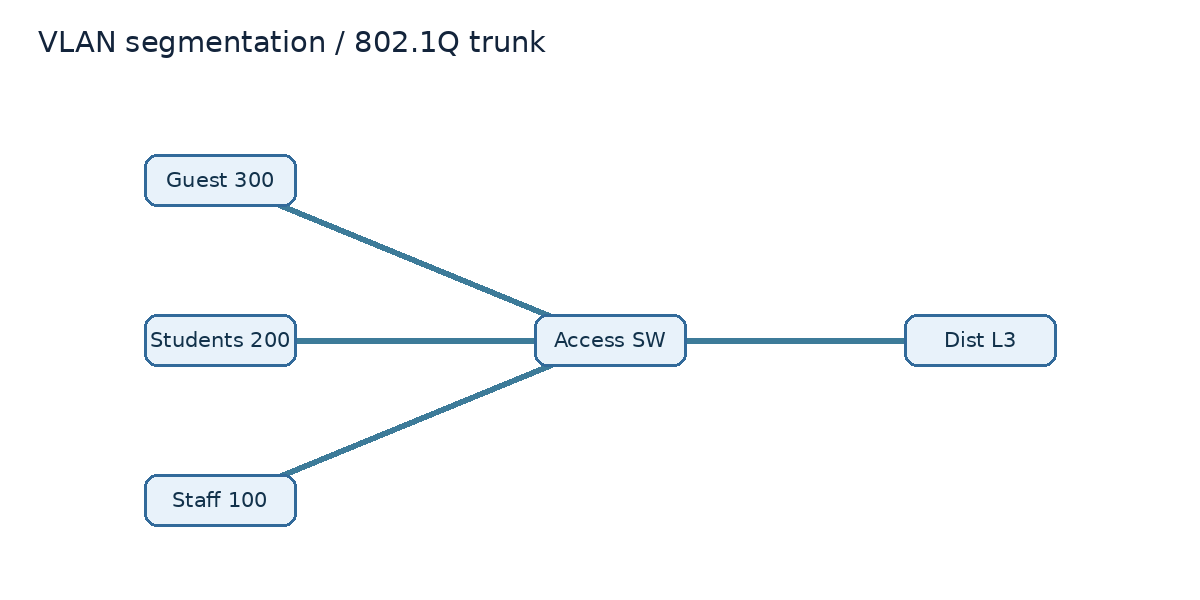 VLAN segmentation / 802.1Q trunk
Guest 300
Students 200
Access SW
Dist L3
Staff 100